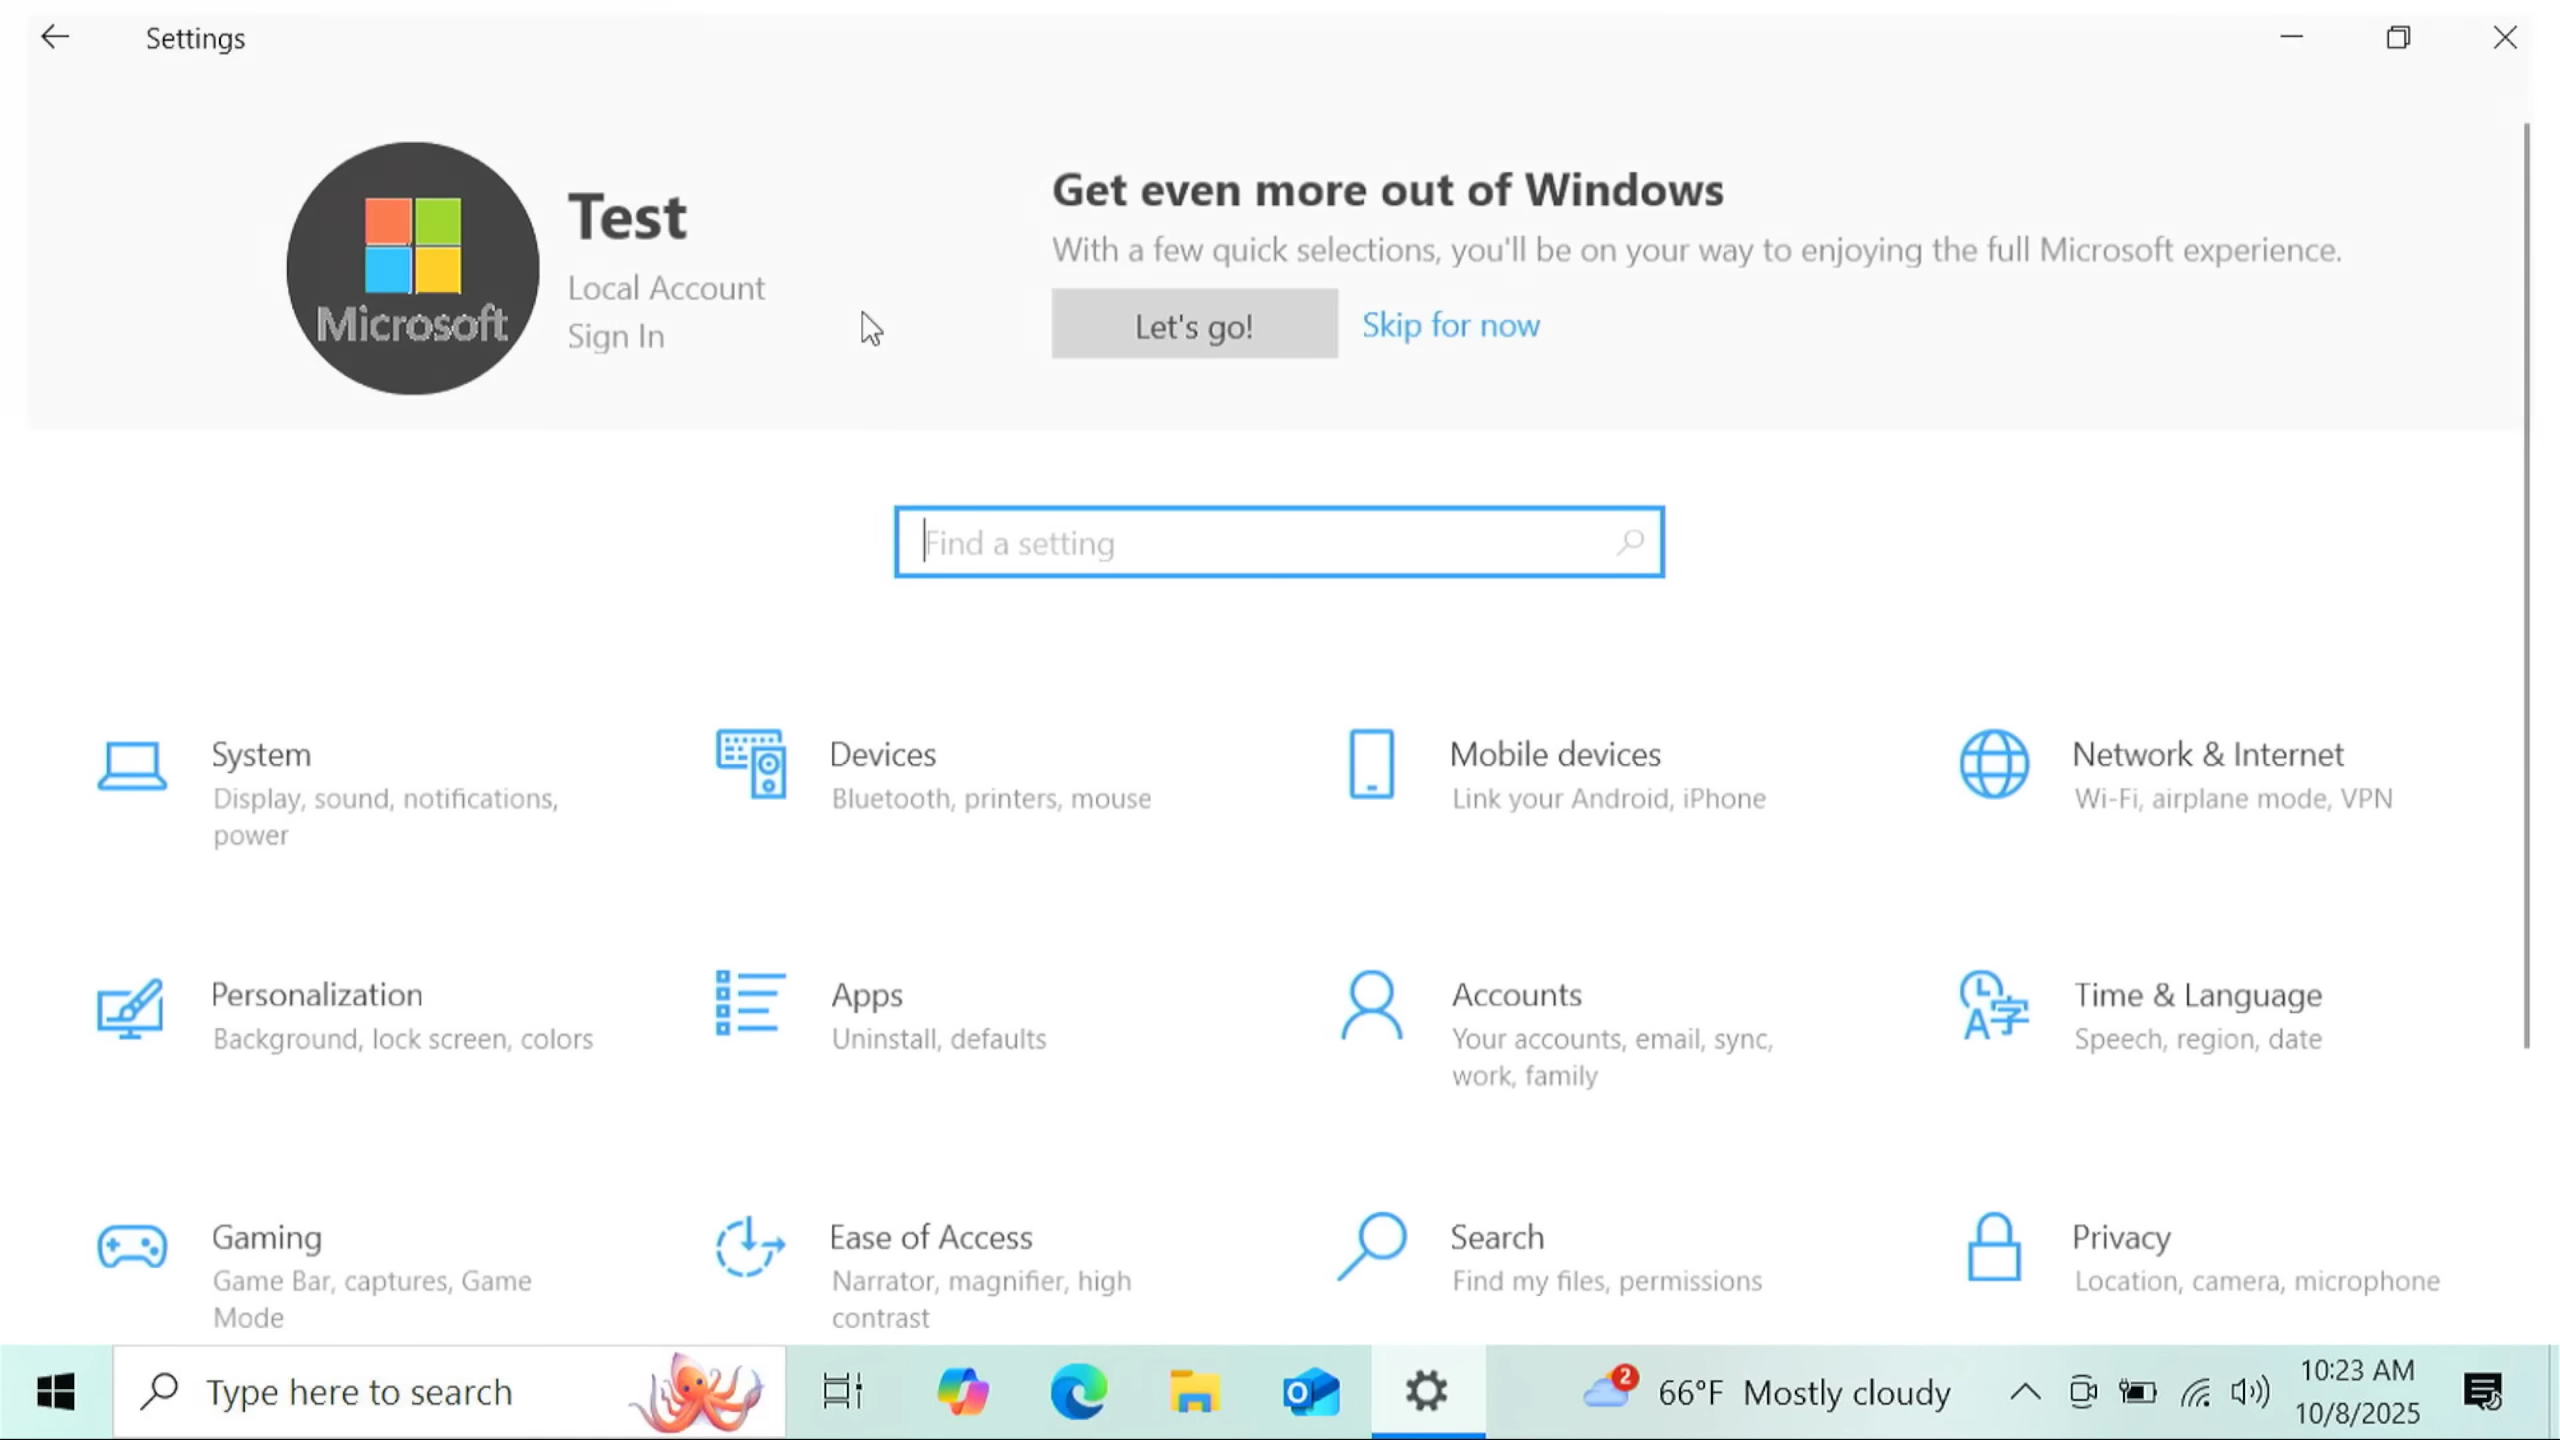 Settings
Microsoft
Test
Local Account
Sign In
Get even more out of Windows
With a few quick selections, you'll be on your way to enjoying the full Microsoft experience.
Let's go!
Skip for now
Find a setting
System
Display, sound, notifications,
power
Devices
Bluetooth, printers, mouse
Mobile devices
Link your Android, iPhone
Network & Internet
Wi-Fi, airplane mode, VPN
Personalization
Background, lock screen, colors
Apps
Uninstall, defaults
Accounts
Your accounts, email, sync,
work, family
Time & Language
Speech, region, date
Gaming
Game Bar, captures, Game
Mode
Ease of Access
Narrator, magnifier, high
contrast
Search
Find my files, permissions
Privacy
Location, camera, microphone
Type here to search
2
66°F Mostly cloudy
10:23 AM
10/8/2025